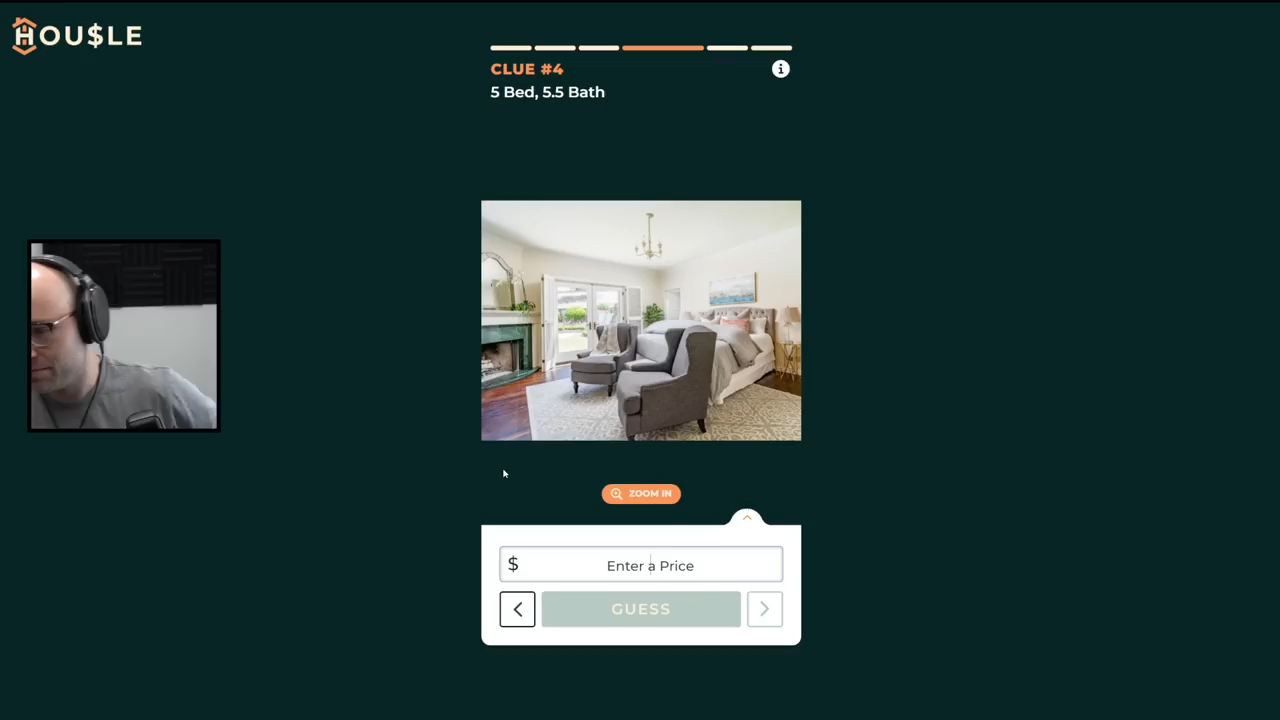 HOU$LE
CLUE #4
5 Bed, 5.5 Bath
ZOOM IN
$ Enter a Price
GUESS